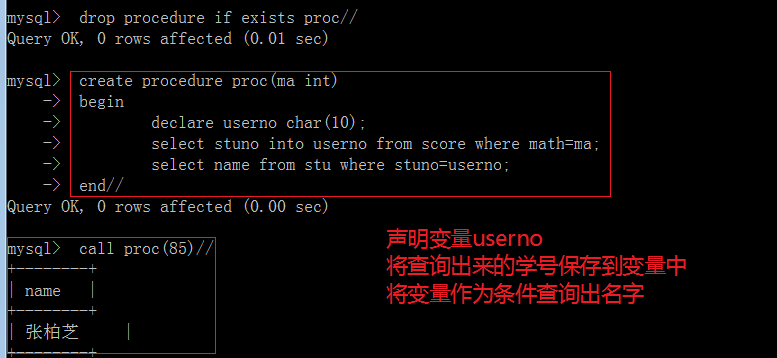 mysql> drop procedure if exists proc//
Query OK, 0 rows affected (0.01 sec)
mysql> create procedure proc(ma int)
-> begin
-> declare userno char(10);
-> select stuno into userno from score where math=ma;
-> select name from stu where stuno=userno;
-> end//
Query OK, 0 rows affected (0.00 sec)
mysql> call proc(85)//
+--------+
| name |
+--------+
| 张柏芝 |
+--------+
声明变量userno
将查询出来的学号保存到变量中
将变量作为条件查询出名字